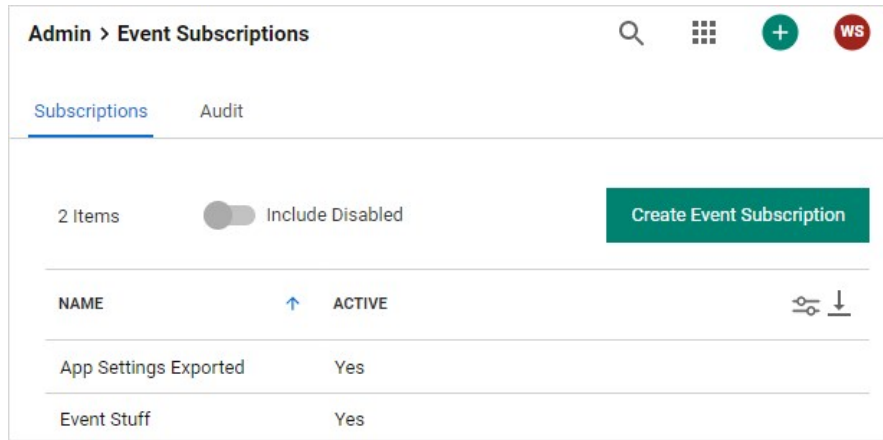 Admin > Event Subscriptions
WS
Subscriptions Audit
2 Items Include Disabled Create Event Subscription
NAME ACTIVE
App Settings Exported Yes
Event Stuff Yes